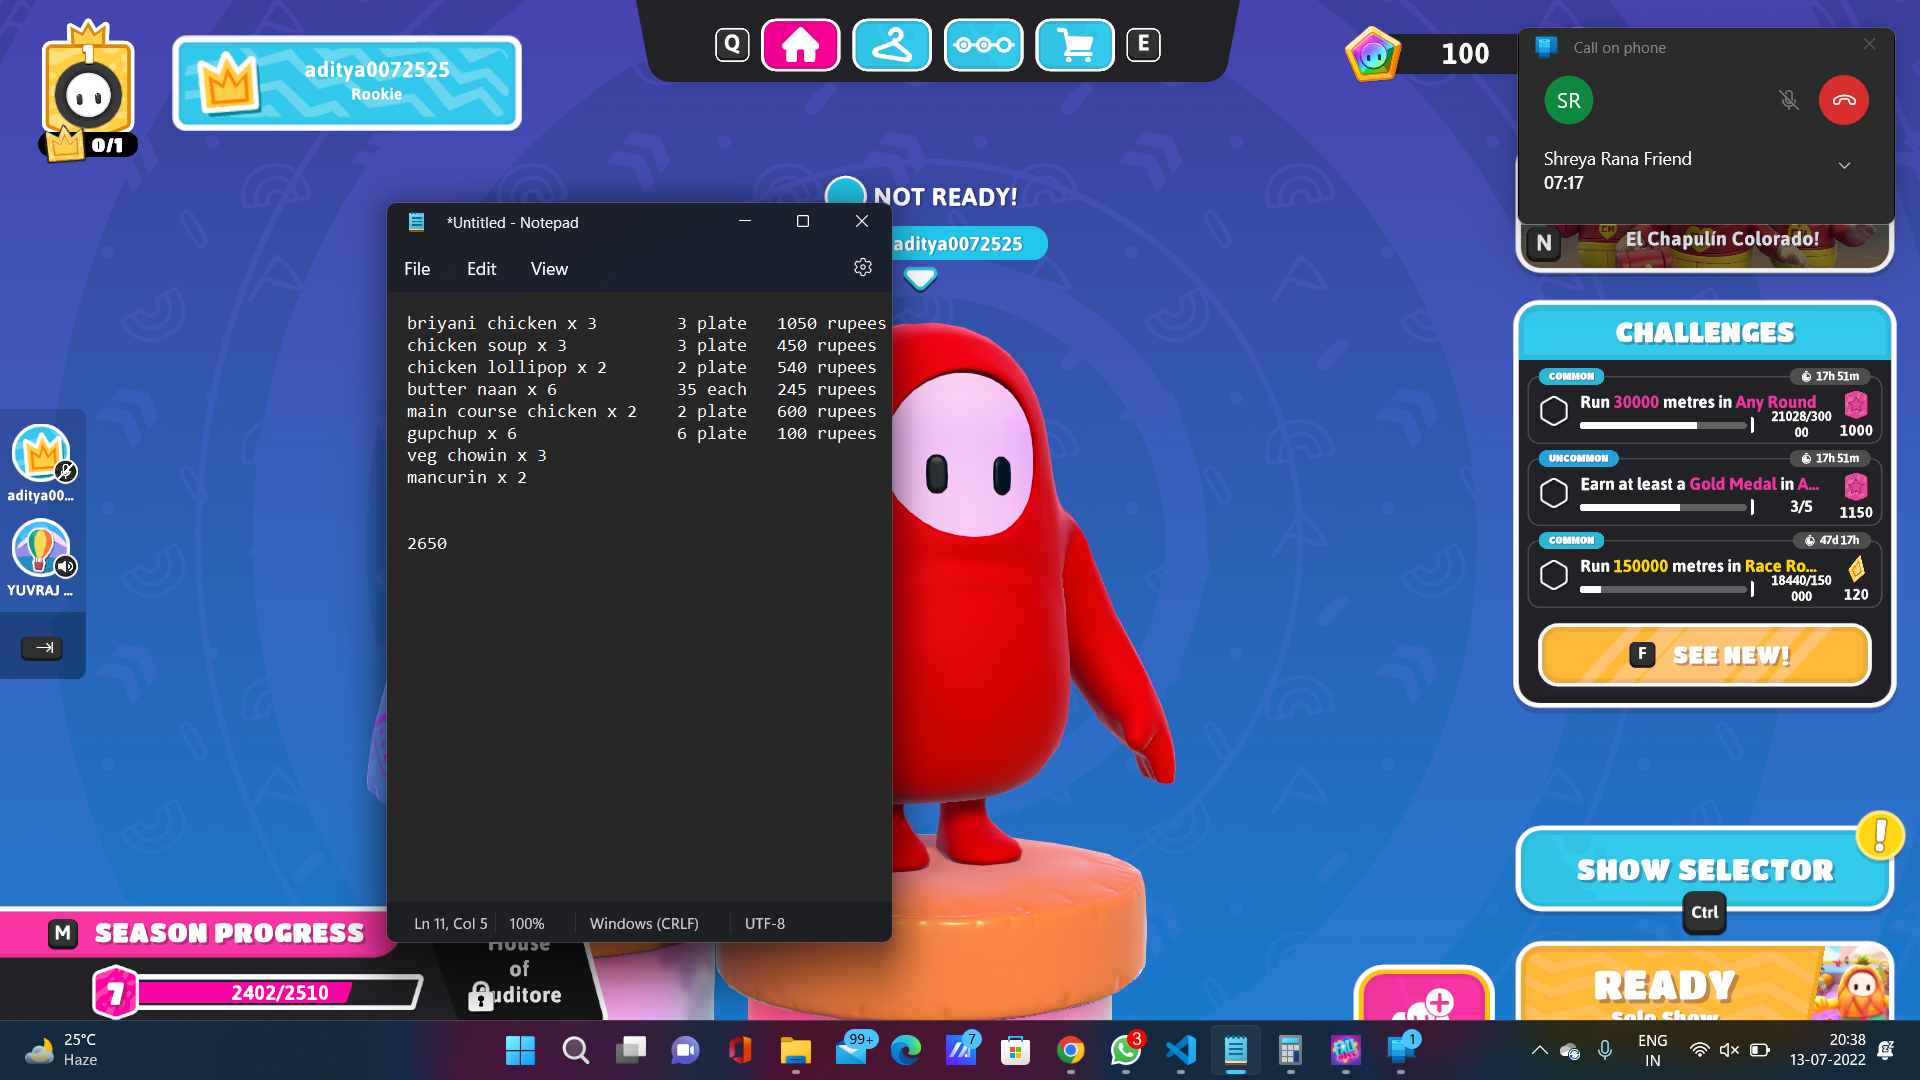 1
0/1
aditya0072525
Rookie
Q
E
100
Call on phone
SR
Shreya Rana Friend
07:17
N
El Chapulín Colorado!
NOT READY!
aditya0072525
*Untitled - Notepad
File Edit View
briyani chicken x 3 3 plate 1050 rupees
chicken soup x 3 3 plate 450 rupees
chicken lollipop x 2 2 plate 540 rupees
butter naan x 6 35 each 245 rupees
main course chicken x 2 2 plate 600 rupees
gupchup x 6 6 plate 100 rupees
veg chowin x 3
mancurin x 2
2650
Ln 11, Col 5 100% Windows (CRLF) UTF-8
aditya00...
YUVRAJ ...
CHALLENGES
COMMON 17h 51m
Run 30000 metres in Any Round
21028/300
00
1000
UNCOMMON 17h 51m
Earn at least a Gold Medal in A...
3/5
1150
COMMON 47d 17h
Run 150000 metres in Race Ro...
18440/150
000
120
F SEE NEW!
!
SHOW SELECTOR
Ctrl
READY
Solo Show
M SEASON PROGRESS
7
2402/2510
House
of
uditore
25°C
Haze
99+
7
3
1
ENG
IN
20:38
13-07-2022